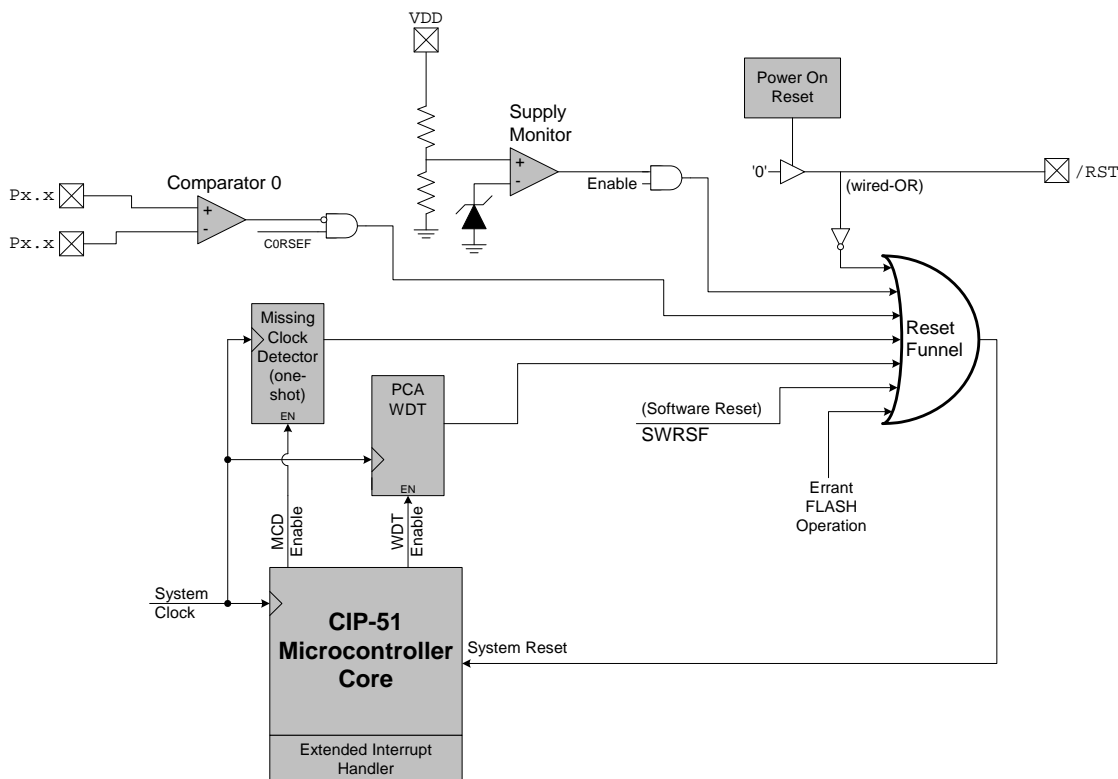 VDD
Power On
Reset
Supply
Monitor
+
-
Enable
'0'
(wired-OR)
/RST
Comparator 0
Px.x
Px.x
+
-
C0RSEF
Missing
Clock
Detector
(one-
shot)
EN
PCA
WDT
EN
Reset
Funnel
(Software Reset)
SWRSF
Errant
FLASH
Operation
MCD
Enable
WDT
Enable
System
Clock
CIP-51
Microcontroller
Core
System Reset
Extended Interrupt
Handler